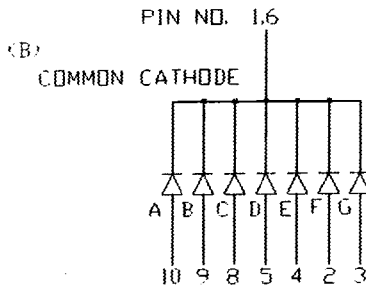 PIN NO. 1.6
(B)
COMMON CATHODE
A B C D E F G
10 9 8 5 4 2 3